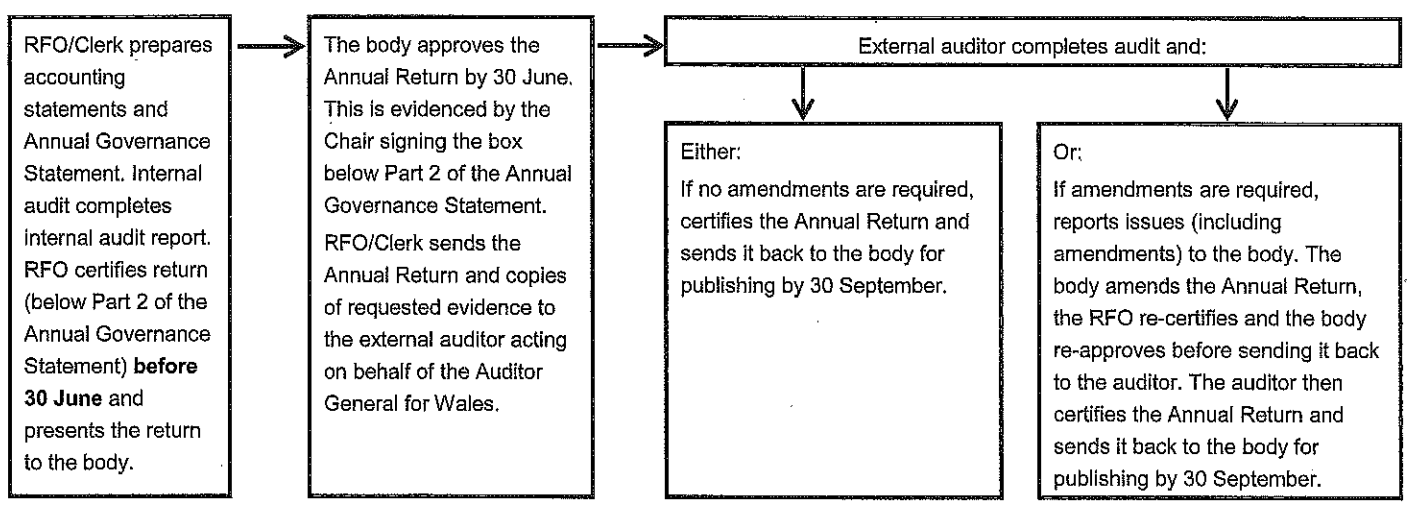 RFO/Clerk prepares
accounting
statements and
Annual Governance
Statement. Internal
audit completes
internal audit report.
RFO certifies return
(below Part 2 of the
Annual Governance
Statement) before
30 June and
presents the return
to the body.
The body approves the
Annual Return by 30 June.
This is evidenced by the
Chair signing the box
below Part 2 of the Annual
Governance Statement.
RFO/Clerk sends the
Annual Return and copies
of requested evidence to
the external auditor acting
on behalf of the Auditor
General for Wales.
External auditor completes audit and:
Either:
If no amendments are required,
certifies the Annual Return and
sends it back to the body for
publishing by 30 September.
Or:
If amendments are required,
reports issues (including
amendments) to the body. The
body amends the Annual Return,
the RFO re-certifies and the body
re-approves before sending it back
to the auditor. The auditor then
certifies the Annual Return and
sends it back to the body for
publishing by 30 September.